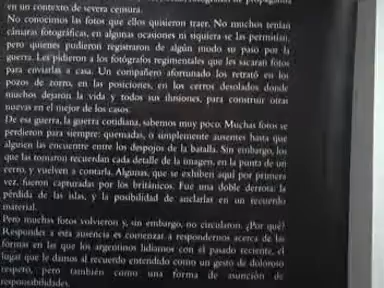 en un contexto de severa censura.
No conocimos las fotos que ellos quisieron traer. No muchos tenían
cámaras fotográficas, en algunas ocasiones ni siquiera se las permitían,
pero quienes pudieron registraron de algún modo su paso por la
guerra. Les pidieron a los fotógrafos regimentales que les sacaran fotos
para enviarlas a casa. Un compañero afortunado los retrató en los
pozos de zorro, en las posiciones, en los cerros desolados donde
muchos dejaron la vida y todos sus ilusiones, para construir otras
nuevas en el mejor de los casos.
De esa guerra, la guerra cotidiana, sabemos muy poco. Muchas fotos se
perdieron para siempre: quemadas, o simplemente ausentes hasta que
alguien las encuentre entre los despojos de la batalla. Sin embargo, los
que las tomaron recuerdan cada detalle de la imagen, en la punta de un
cerro, y vuelven a contarla. Algunas, que se exhiben aquí por primera
vez, fueron capturadas por los británicos. Fue una doble derrota: la
pérdida de las islas, y la posibilidad de anclarlas en un recuerdo
material.
Pero muchas fotos volvieron y, sin embargo, no circularon. ¿Por qué?
Responder a esta ausencia es comenzar a respondernos acerca de las
formas en las que los argentinos lidiamos con el pasado reciente, el
lugar que le damos al recuerdo entendido como un gesto de doloroso
respeto, pero también como una forma de asunción de
responsabilidades.